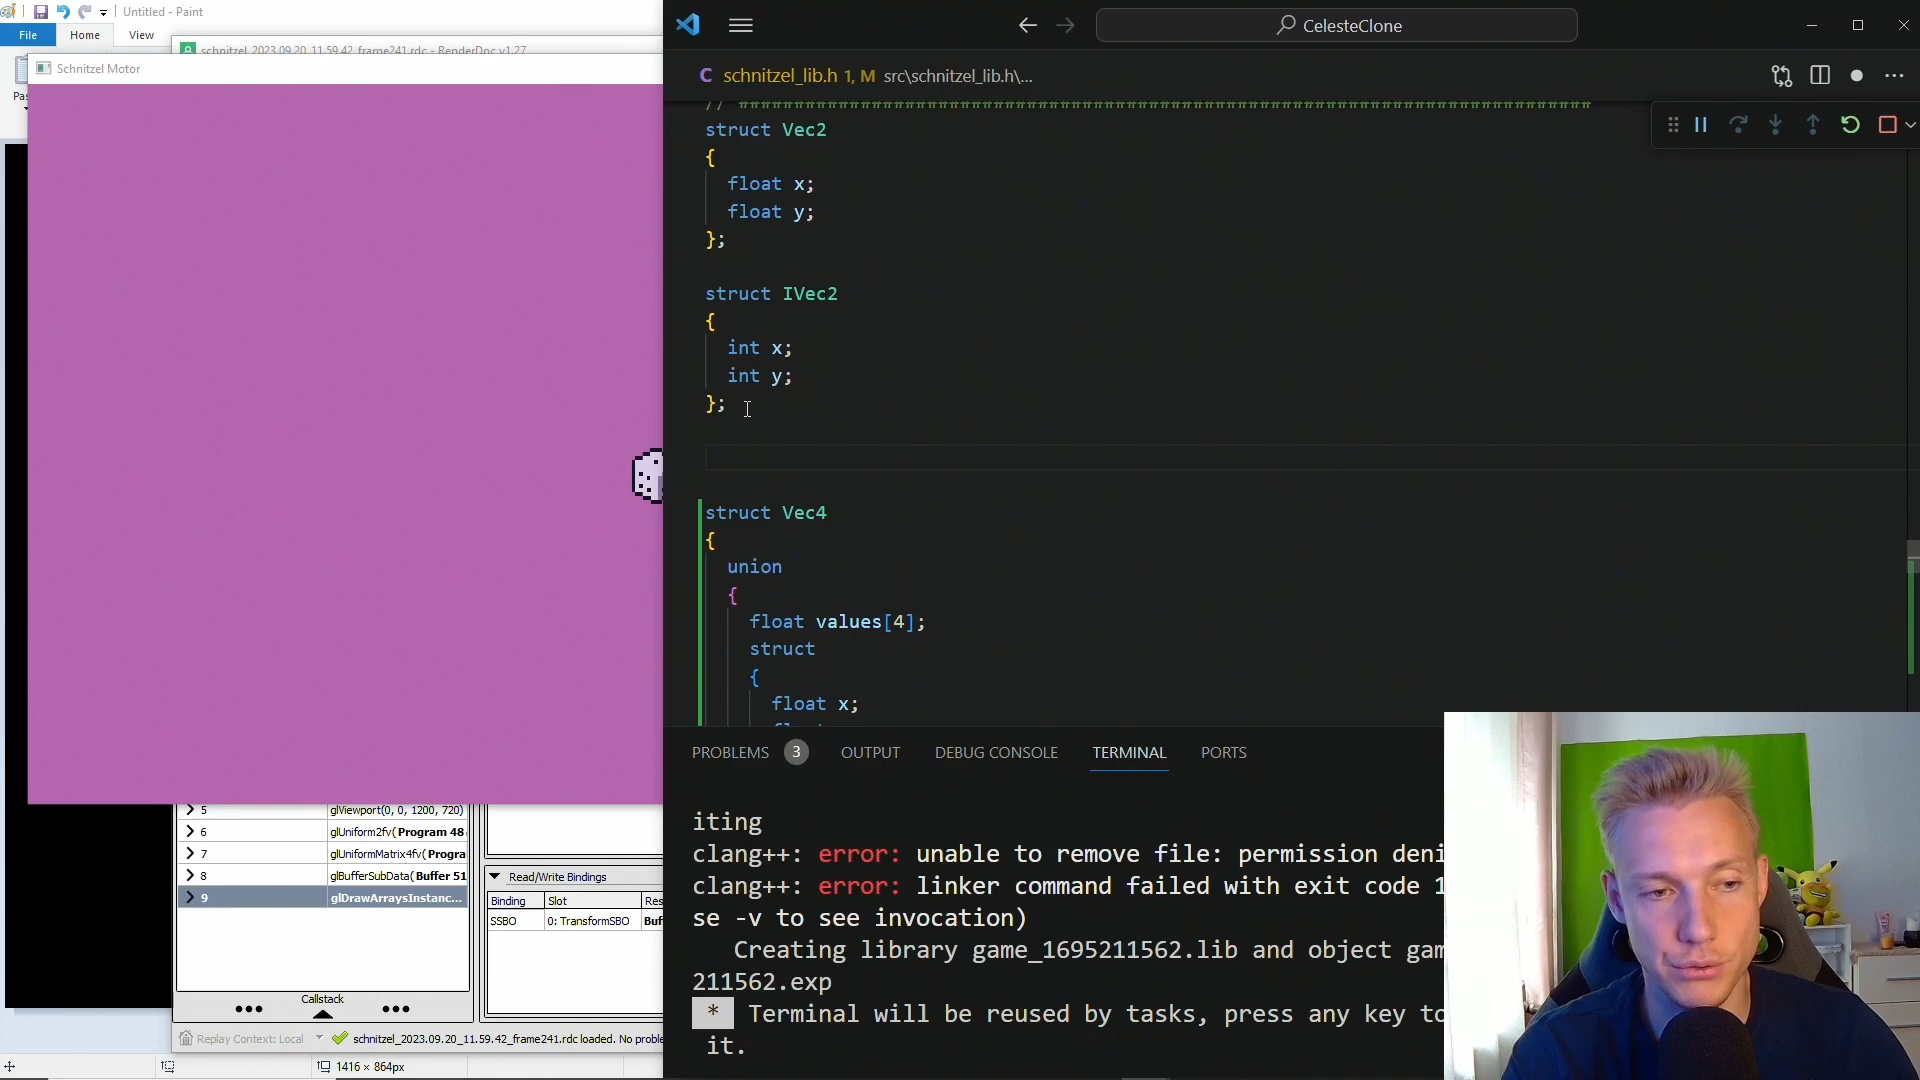 Untitled - Paint
File
Home
View
schnitzel_2023.09.20_11.59.42_frame241.rdc - RenderDoc v1.27
Schnitzel Motor
CelesteClone
C schnitzel_lib.h 1, M src\schnitzel_lib.h\...
// #############################################################################
struct Vec2
{
float x;
float y;
};
struct IVec2
{
int x;
int y;
};
struct Vec4
{
union
{
float values[4];
struct
{
float x;
PROBLEMS 3 OUTPUT DEBUG CONSOLE TERMINAL PORTS
iting
clang++: error: unable to remove file: permission deni
clang++: error: linker command failed with exit code 1
se -v to see invocation)
Creating library game_1695211562.lib and object gam
211562.exp
* Terminal will be reused by tasks, press any key to
it.
5 glViewport(0, 0, 1200, 720)
6 glUniform2fv( Program 48
7 glUniformMatrix4fv( Progra
8 glBufferSubData( Buffer 51
9 glDrawArraysInstanc...
Callstack
Read/Write Bindings
Binding Slot Res
SSBO 0: TransformSBO Buf
Replay Context: Local schnitzel_2023.09.20_11.59.42_frame241.rdc loaded. No proble
1416 × 864px